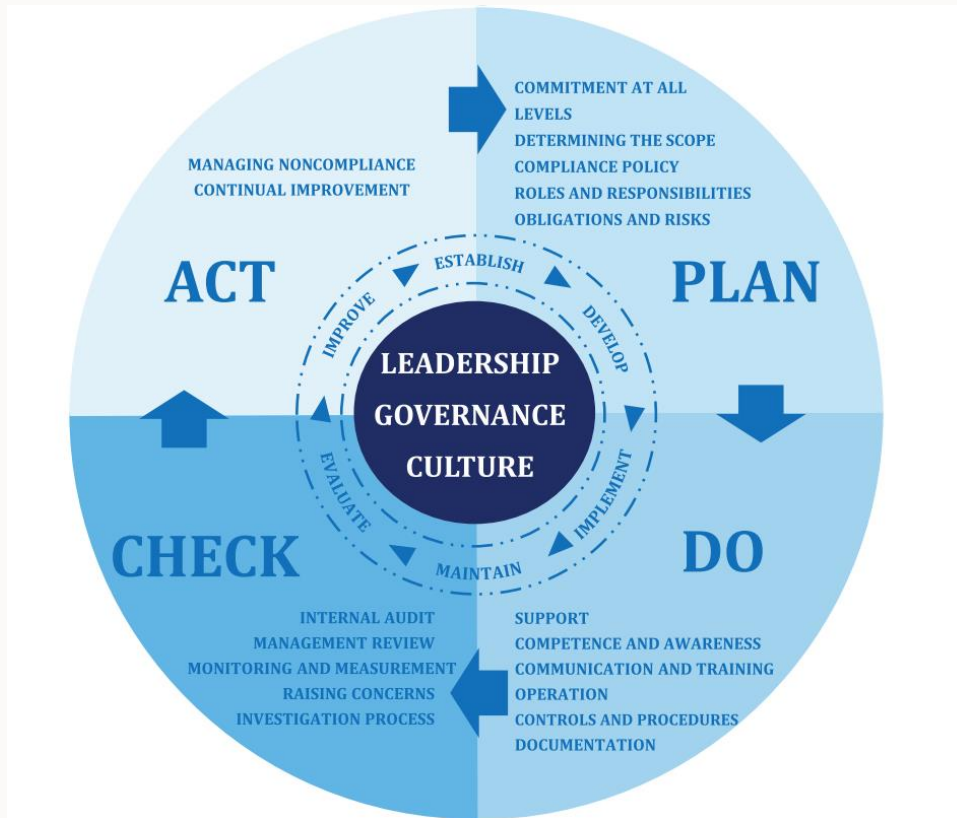 MANAGING NONCOMPLIANCE
CONTINUAL IMPROVEMENT
ACT
COMMITMENT AT ALL
LEVELS
DETERMINING THE SCOPE
COMPLIANCE POLICY
ROLES AND RESPONSIBILITIES
OBLIGATIONS AND RISKS
PLAN
ESTABLISH
DEVELOP
IMPLEMENT
MAINTAIN
EVALUATE
IMPROVE
LEADERSHIP
GOVERNANCE
CULTURE
CHECK
INTERNAL AUDIT
MANAGEMENT REVIEW
MONITORING AND MEASUREMENT
RAISING CONCERNS
INVESTIGATION PROCESS
DO
SUPPORT
COMPETENCE AND AWARENESS
COMMUNICATION AND TRAINING
OPERATION
CONTROLS AND PROCEDURES
DOCUMENTATION